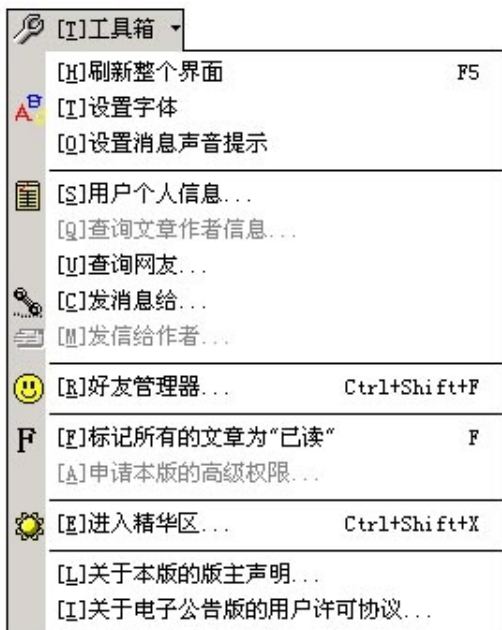 [T]工具箱
[H]刷新整个界面 F5
[T]设置字体
[O]设置消息声音提示
[S]用户个人信息...
[Q]查询文章作者信息...
[U]查询网友...
[C]发消息给...
[M]发信给作者...
[R]好友管理器... Ctrl+Shift+F
[F]标记所有的文章为“已读” F
[A]申请本版的高级权限...
[E]进入精华区... Ctrl+Shift+X
[L]关于本版的版主声明...
[I]关于电子公告版的用户许可协议...